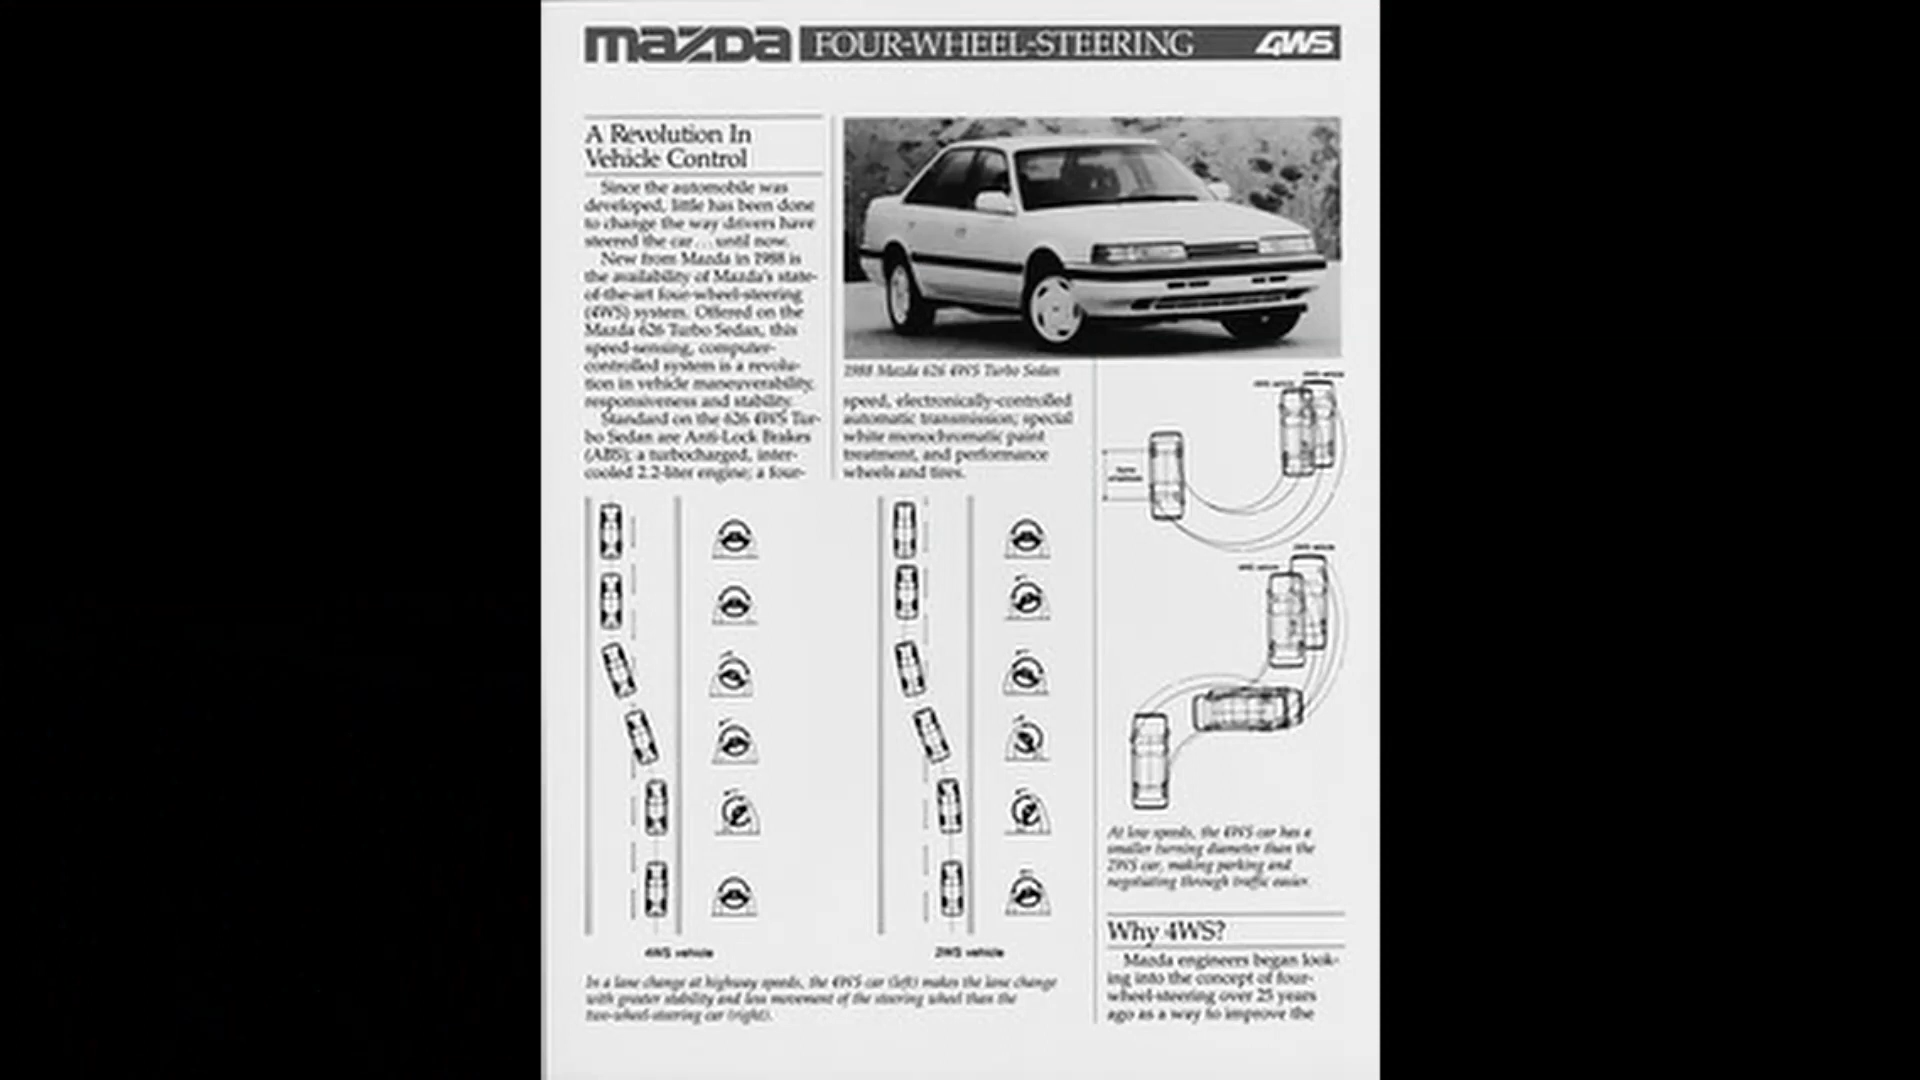 mazda FOUR-WHEEL-STEERING 4WS
A Revolution In
Vehicle Control
Since the automobile was
developed, little has been done
to change the way drivers have
steered the car... until now.
New from Mazda in 1988 is
the availability of Mazda's state-
of-the-art four-wheel-steering
(4WS) system. Offered on the
Mazda 626 Turbo Sedan, this
speed-sensing, computer-
controlled system is a revolu-
tion in vehicle maneuverability,
responsiveness and stability.
Standard on the 626 4WS Tur-
bo Sedan are Anti-Lock Brakes
(ABS); a turbocharged, inter-
cooled 2.2-liter engine; a four-
1988 Mazda 626 4WS Turbo Sedan
speed, electronically-controlled
automatic transmission; special
white monochromatic paint
treatment, and performance
wheels and tires.
4WS vehicle
2WS vehicle
In a lane change at highway speeds, the 4WS car (left) makes the lane change
with greater stability and less movement of the steering wheel than the
two-wheel-steering car (right).
At low speeds, the 4WS car has a
smaller turning diameter than the
2WS car, making parking and
negotiating through traffic easier.
Why 4WS?
Mazda engineers began look-
ing into the concept of four-
wheel-steering over 25 years
ago as a way to improve the